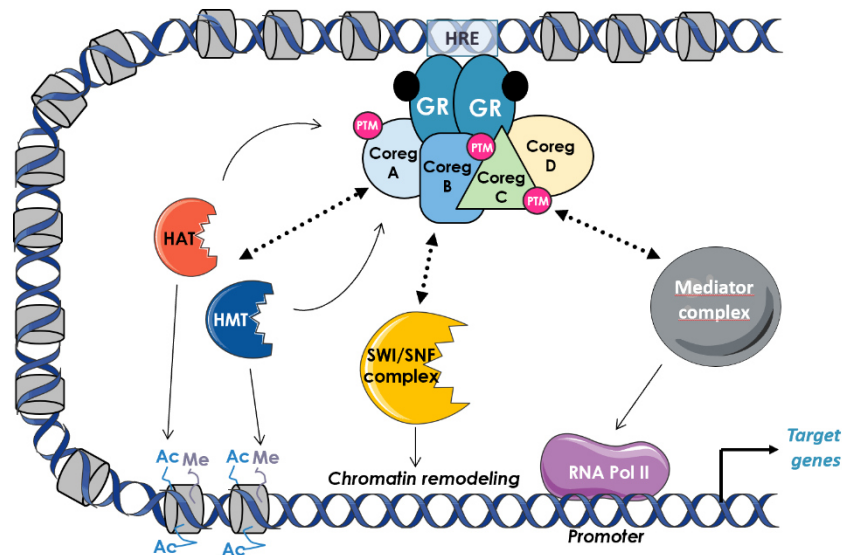 HRE
GR
GR
PTM
Coreg
A
Coreg
B
PTM
Coreg
C
Coreg
D
PTM
HAT
HMT
SWI/SNF
complex
Mediator
complex
Ac Me
Ac Me
Ac
Ac
Chromatin remodeling
RNA Pol II
Promoter
Target
genes